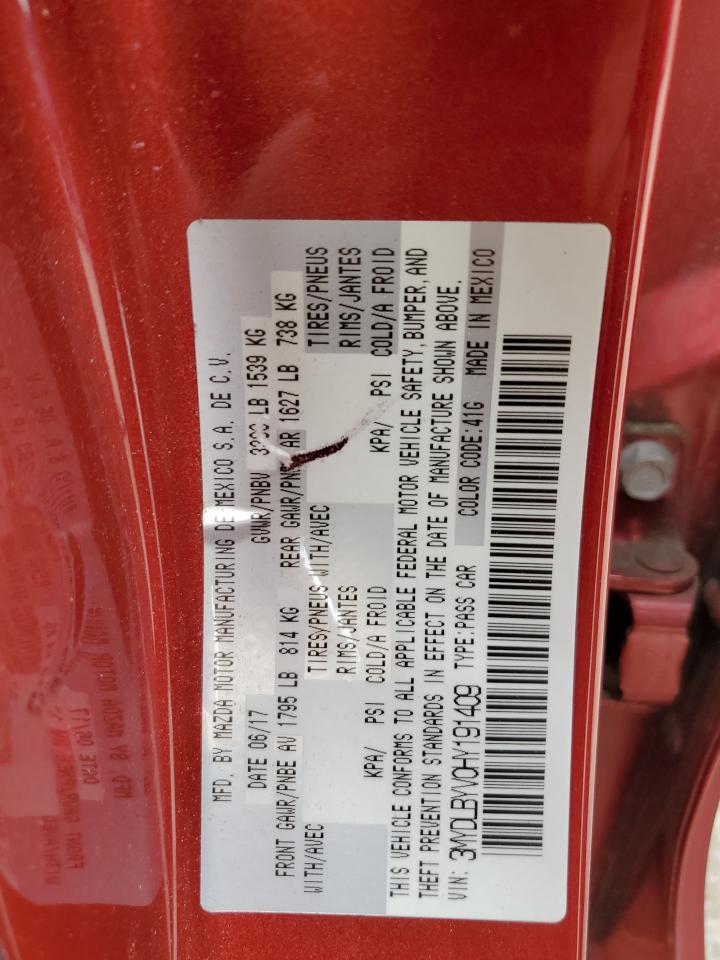 MFD. BY MAZDA MOTOR MANUFACTURING DE MEXICO S.A. DE C.V.
DATE 06/17 GVWR/PNBV LB 1539 KG
FRONT GAWR/PNBE AV 1795 LB 814 KG REAR AR 1627 LB 738 KG
WITH/AVEC TIRES/PNEUS WITH/AVEC TIRES/PNEUS
RIMS/JANTES RIMS/JANTES
KPA/ PSI COLD/A FROID KPA/ PSI COLD/A FROID
THIS VEHICLE CONFORMS TO ALL APPLICABLE FEDERAL MOTOR VEHICLE SAFETY, BUMPER, AND
THEFT PREVENTION STANDARDS IN EFFECT ON THE DATE OF MANUFACTURE SHOWN ABOVE.
VIN: 3MYDLBYV0HY191409 TYPE:PASS CAR COLOR CODE:41G MADE IN MEXICO